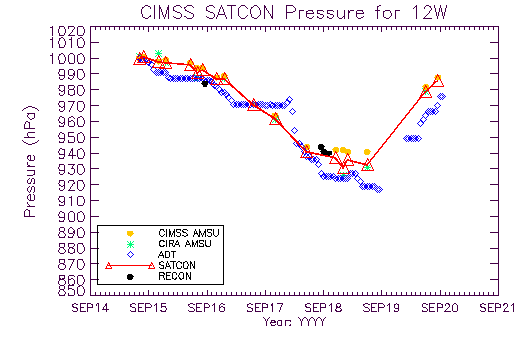 CIMSS SATCON Pressure for 12W
1020
1010
1000
990
980
970
960
950
940
930
920
910
900
890
880
870
860
850
Pressure (hPa)
CIMSS AMSU
CIRA AMSU
ADT
SATCON
RECON
SEP14 SEP15 SEP16 SEP17 SEP18 SEP19 SEP20 SEP21
Year: YYYY